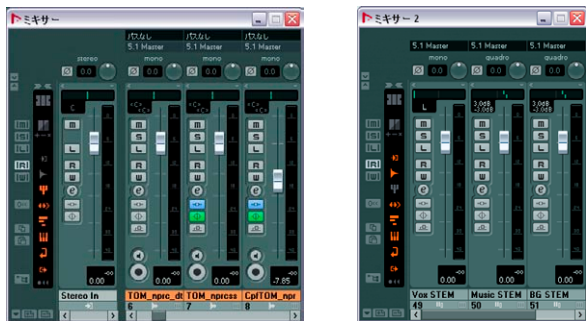 ミキサー
バスなし
バスなし
バスなし
5.1 Master
5.1 Master
5.1 Master
stereo
mono
mono
mono
0.0
0.0
0.0
0.0
C
<C>
<C>
<C>
<C>
<C>
<C>
-∞
-∞
-∞
-∞
0.00
0.00
0.00
-7.85
Stereo In
TOM_nprc_dt
TOM_nprcss
CplTOM_npr
6
7
8
ミキサー 2
5.1 Master
5.1 Master
5.1 Master
mono
quadro
quadro
0.0
0.0
0.0
L
3.0dB
-3.0dB
3.0dB
-3.0dB
-∞
-∞
-∞
0.00
0.00
0.00
Vox STEM
Music STEM
BG STEM
49
50
51